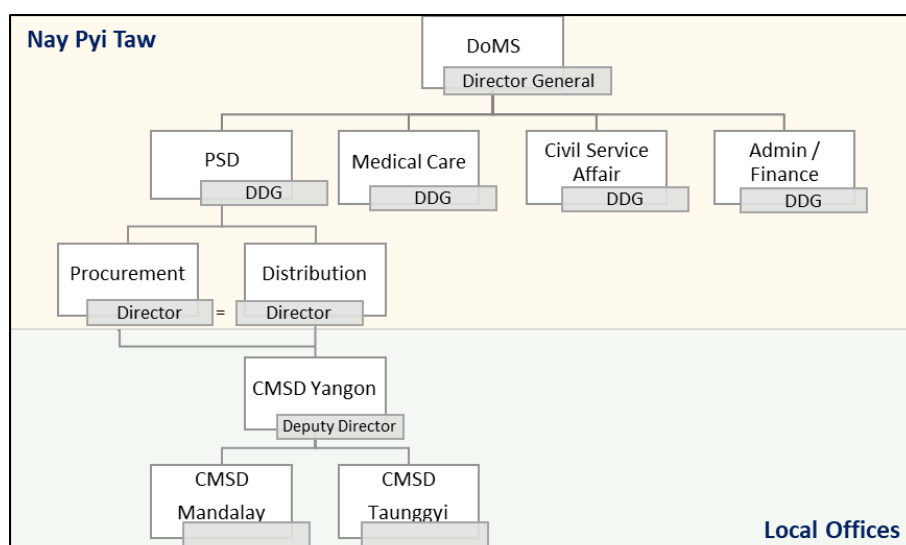 Nay Pyi Taw
DoMS
Director General
PSD
DDG
Medical Care
DDG
Civil Service
Affair
DDG
Admin /
Finance
DDG
Procurement
Director
=
Distribution
Director
CMSD Yangon
Deputy Director
CMSD
Mandalay
CMSD
Taunggyi
Local Offices